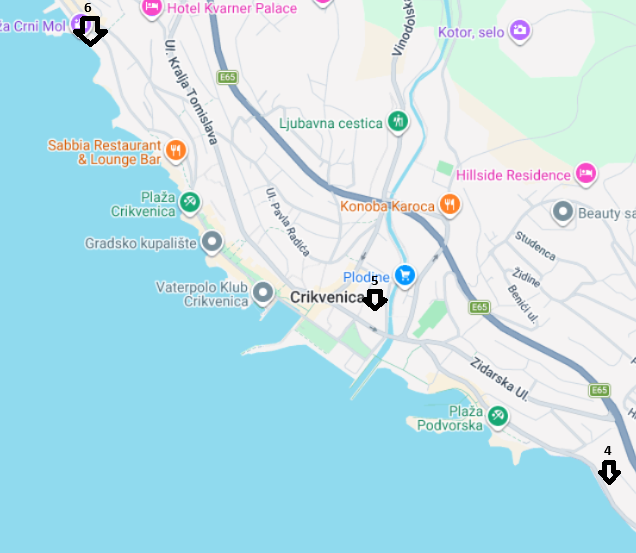 6
Hotel Kvarner Palace
ža Crni Mol
Kotor, selo
Vinodolsk
E65
Ul. Kralja Tomislava
Ljubavna cestica
Sabbia Restaurant
& Lounge Bar
Hillside Residence
Plaža
Crikvenica
Ul. Pavla Radića
Konoba Karoca
Beauty sa
Gradsko kupalište
Studenca
Plodine
Židine
Vaterpolo Klub
Crikvenica
5
Crikvenica
Benići ul.
E65
Zidarska Ul.
E65
Plaža
Podvorska
4